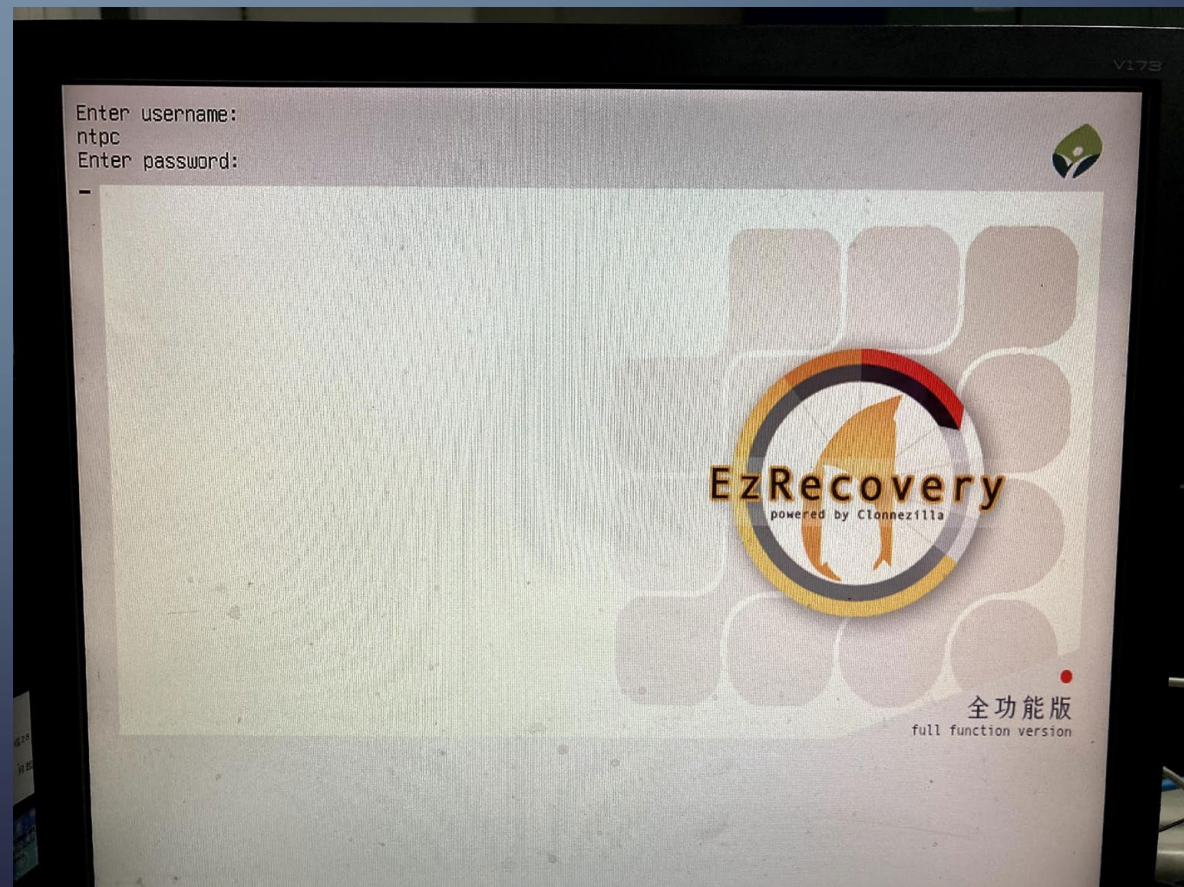 V173
Enter username:
ntpc
Enter password:
EzRecovery
powered by Clonnezilla
全功能版
full function version